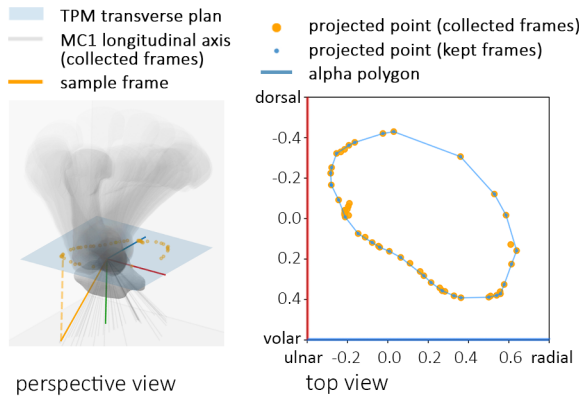 TPM transverse plan
MC1 longitudinal axis
(collected frames)
sample frame
projected point (collected frames)
projected point (kept frames)
alpha polygon
dorsal
-0.4
-0.2
0.0
0.2
0.4
volar
ulnar -0.2 0.0 0.2 0.4 0.6 radial
perspective view
top view